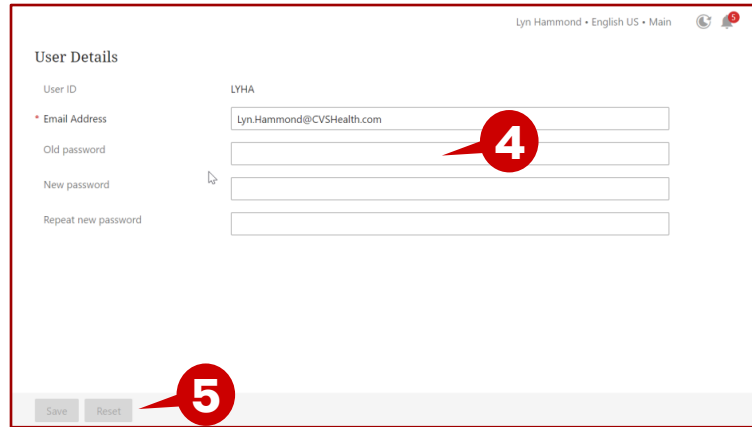 Lyn Hammond • English US • Main
5
User Details
User ID LYHA
* Email Address Lyn.Hammond@CVSHealth.com
Old password
4
New password
Repeat new password
Save Reset
5